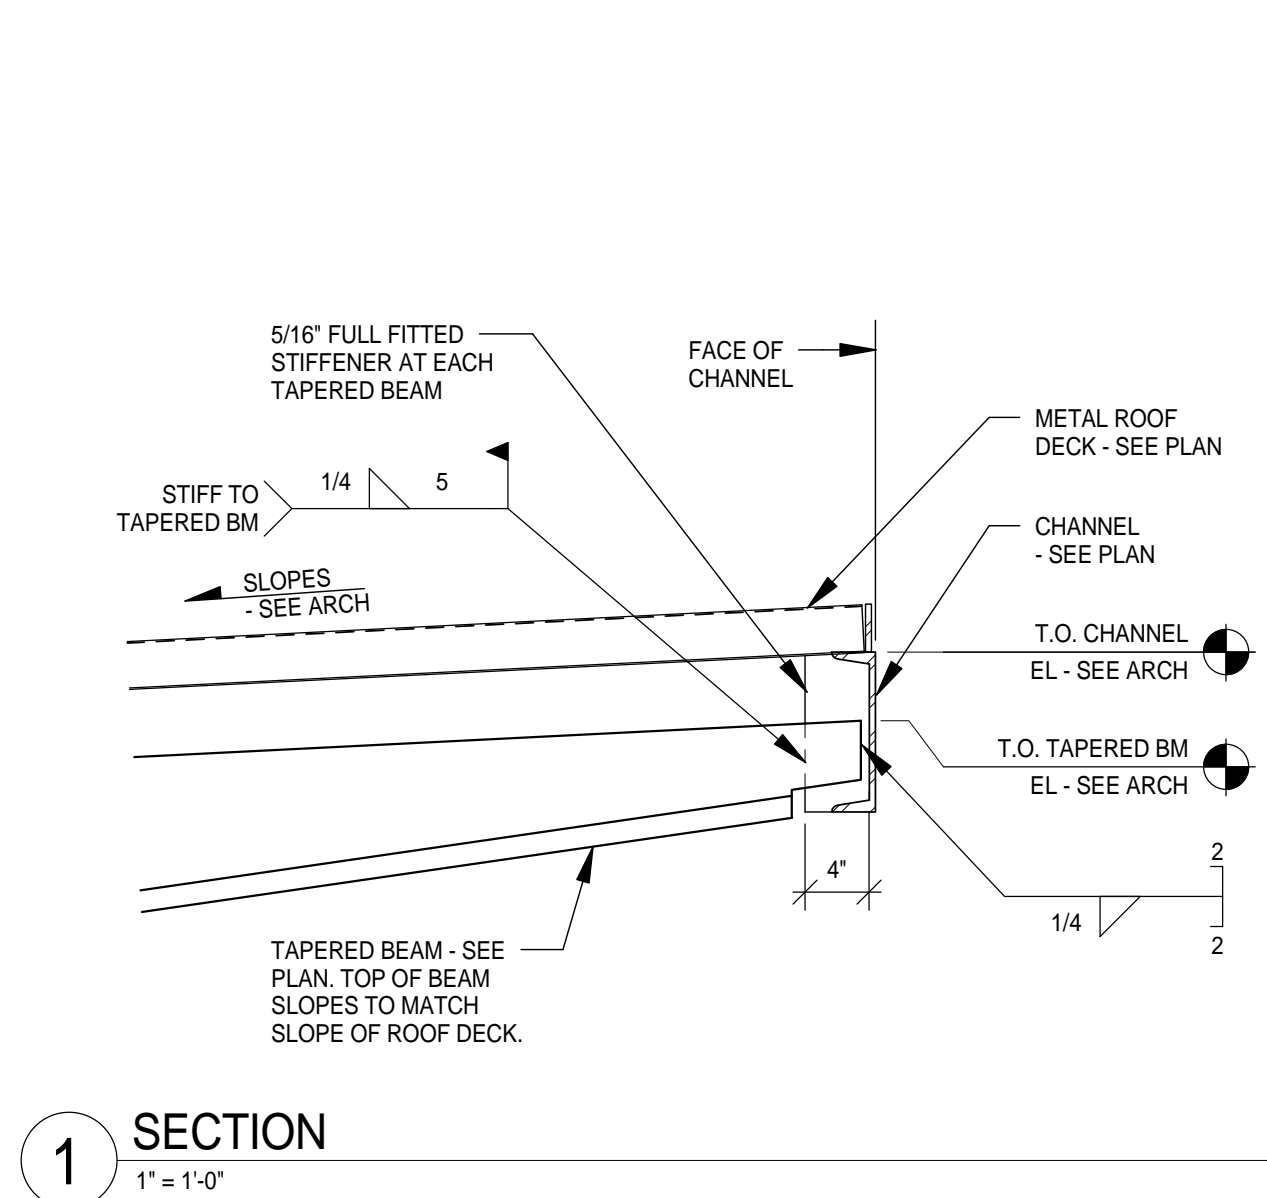 5/16" FULL FITTED
STIFFENER AT EACH
TAPERED BEAM
FACE OF
CHANNEL
METAL ROOF
DECK - SEE PLAN
STIFF TO
TAPERED BM
1/4
5
CHANNEL
- SEE PLAN
SLOPES
- SEE ARCH
T.O. CHANNEL
EL - SEE ARCH
T.O. TAPERED BM
EL - SEE ARCH
4"
2
1/4
2
TAPERED BEAM - SEE
PLAN. TOP OF BEAM
SLOPES TO MATCH
SLOPE OF ROOF DECK.
1
SECTION
1" = 1'-0"